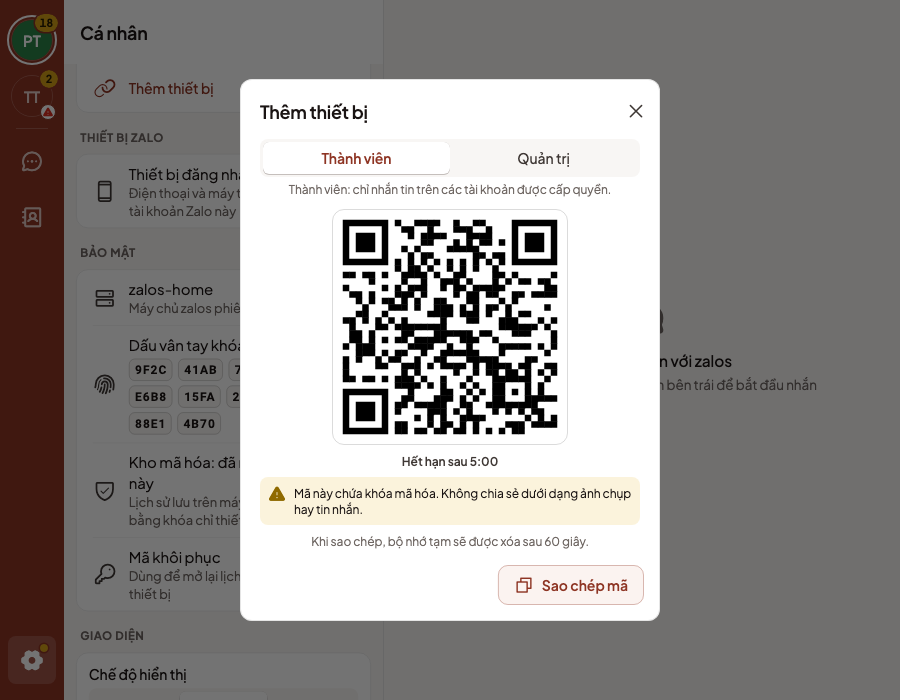 18
PT
2
TT
Cá nhân
Thêm thiết bị
THIẾT BỊ ZALO
Thiết bị đăng nhậ
Điện thoại và máy t
tài khoản Zalo này
BẢO MẬT
zalos-home
Máy chủ zalos phiê
Dấu vân tay khóa
9F2C 41AB 7
E6B8 15FA 2
88E1 4B70
Kho mã hóa: đã
này
Lịch sử lưu trên máy
bằng khóa chỉ thiế
Mã khôi phục
Dùng để mở lại lịch
thiết bị
GIAO DIỆN
Chế độ hiển thị
Thêm thiết bị
Thành viên Quản trị
Thành viên: chỉ nhắn tin trên các tài khoản được cấp quyền.
Hết hạn sau 5:00
Mã này chứa khóa mã hóa. Không chia sẻ dưới dạng ảnh chụp
hay tin nhắn.
Khi sao chép, bộ nhớ tạm sẽ được xóa sau 60 giây.
Sao chép mã
n với zalos
bên trái để bắt đầu nhắn